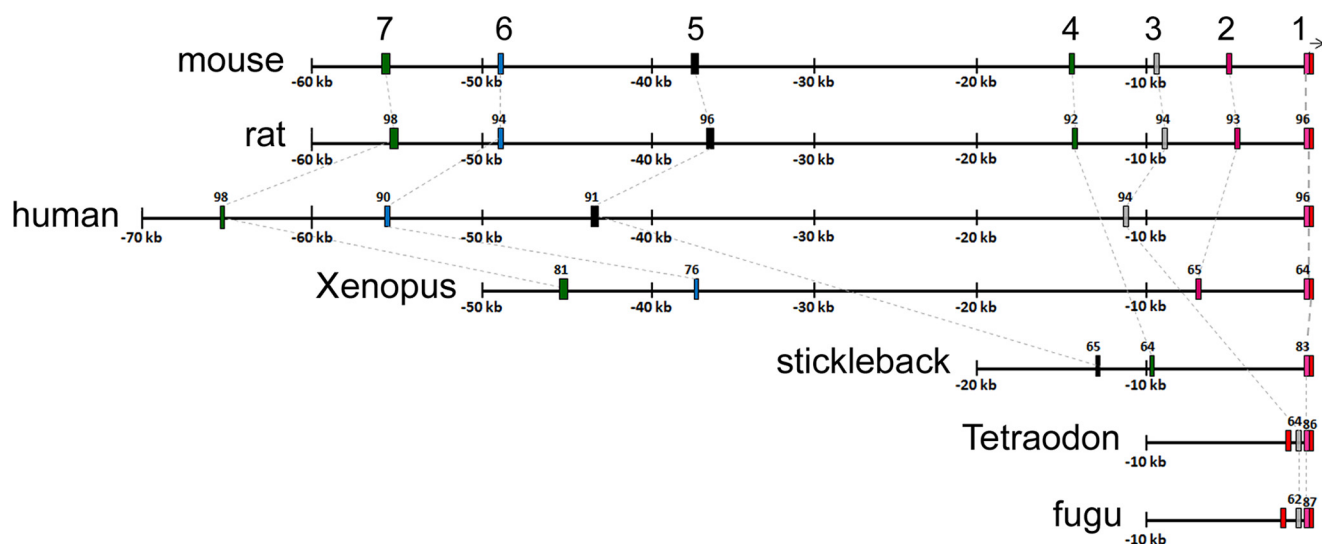 7 6 5 4 3 2 1
mouse
-60 kb -50 kb -40 kb -30 kb -20 kb -10 kb
98 94 96 92 94 93 96
rat
-60 kb -50 kb -40 kb -30 kb -20 kb -10 kb
98 90 91 94 96
human
-70 kb -60 kb -50 kb -40 kb -30 kb -20 kb -10 kb
81 76 65 64
Xenopus
-50 kb -40 kb -30 kb -20 kb -10 kb
65 64 83
stickleback
-20 kb -10 kb
64 86
Tetraodon
-10 kb
62 87
fugu
-10 kb